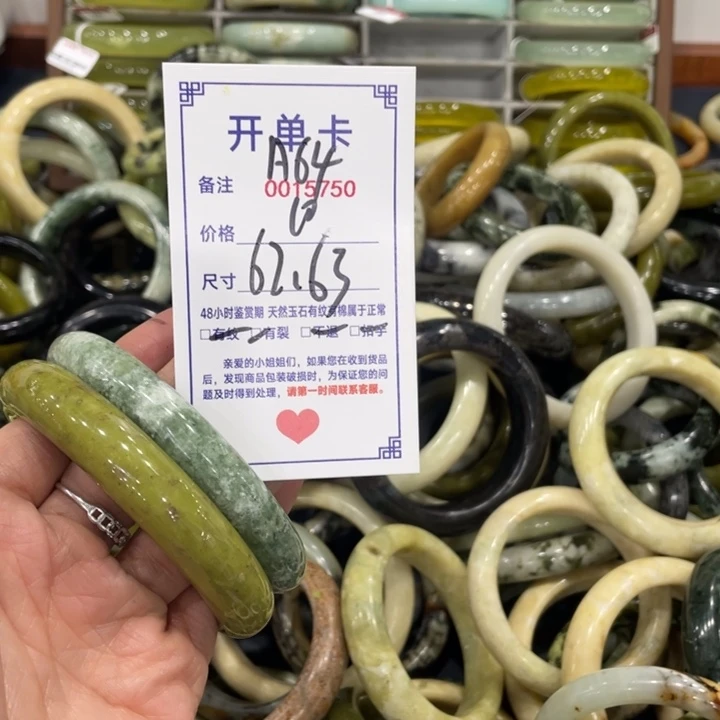 开单卡
A64
备注 0015750
价格
尺寸 62.63
48小时鉴赏期 天然玉石有纹有棉属于正常
□有纹 □有裂 □不退
亲爱的小姐姐们，如果您在收到货品
后，发现商品包装破损时，为保证您的问
题及时得到处理，请第一时间联系客服。